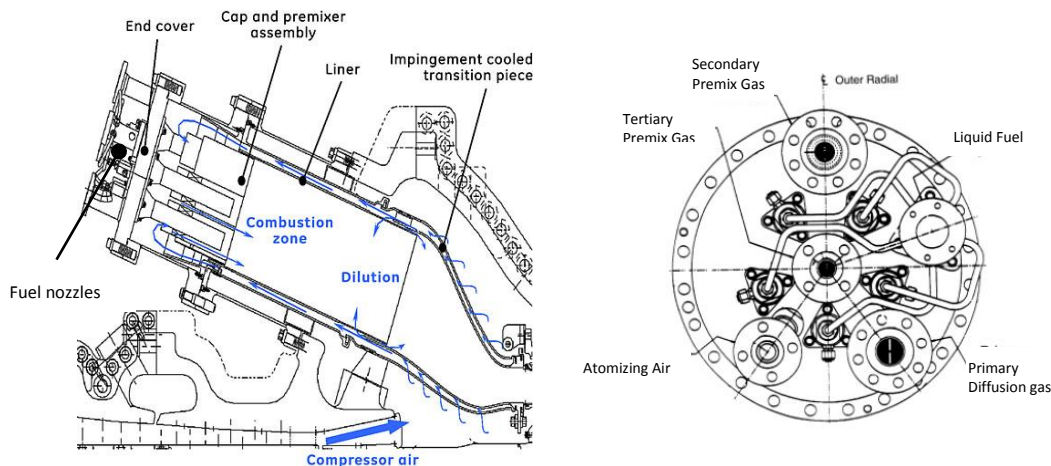 End cover
Cap and premixer
assembly
Liner
Impingement cooled
transition piece
Combustion
zone
Dilution
Fuel nozzles
Compressor air
Secondary
Premix Gas
℄ Outer Radial
Tertiary
Premix Gas
Liquid Fuel
Atomizing Air
Primary
Diffusion gas